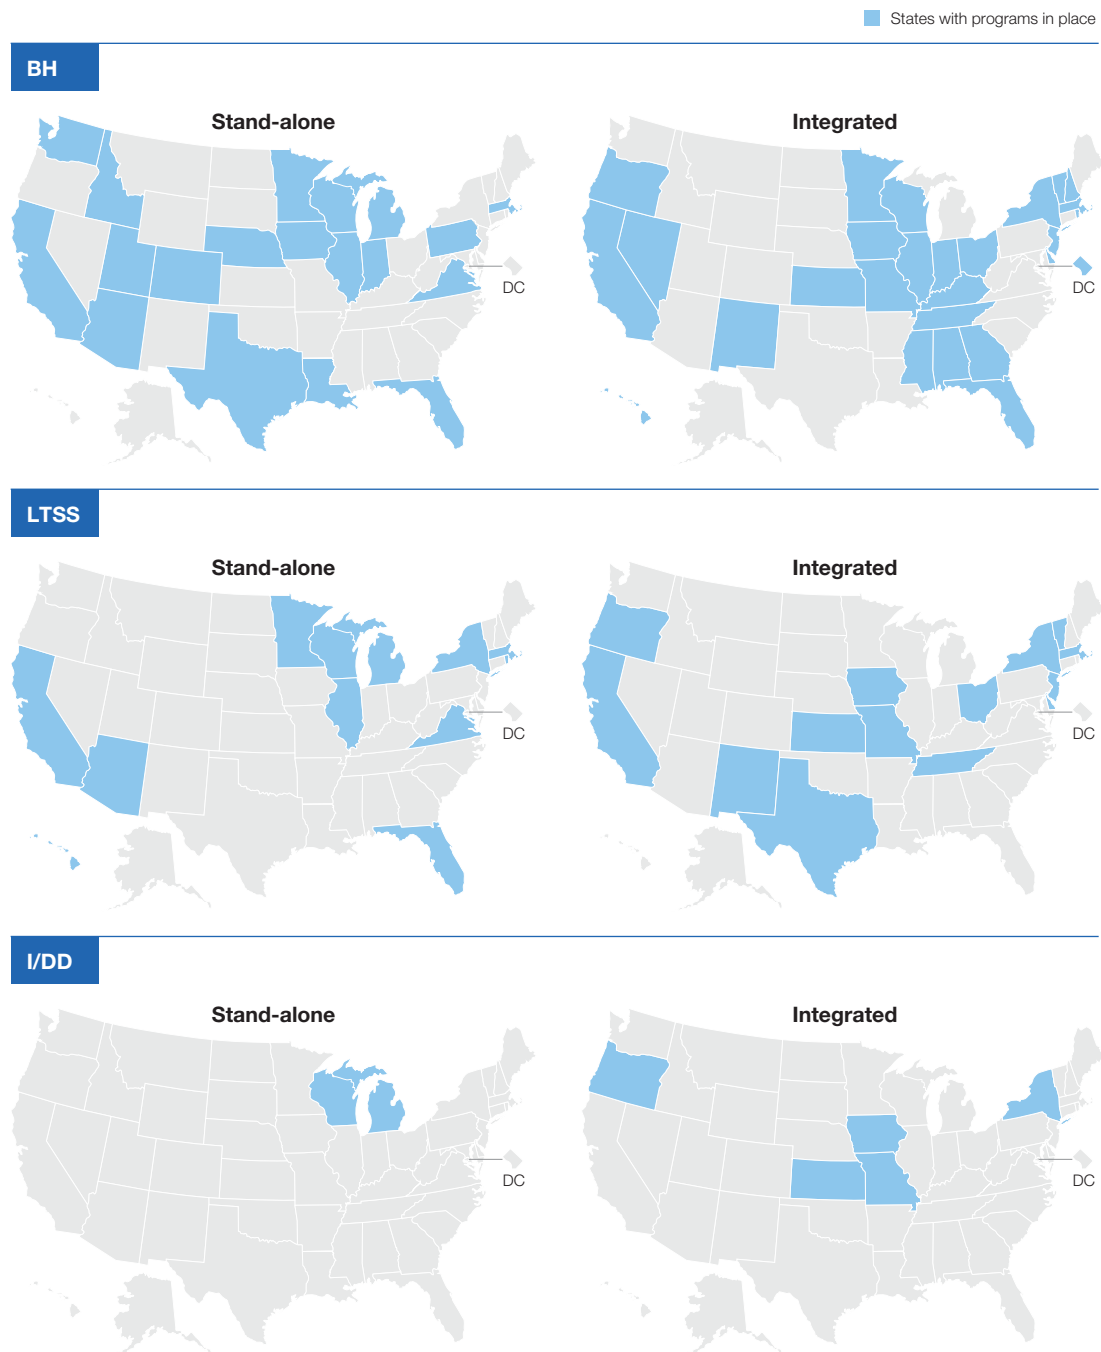 States with programs in place
BH
Stand-alone
Integrated
DC
DC
LTSS
Stand-alone
Integrated
DC
DC
I/DD
Stand-alone
Integrated
DC
DC